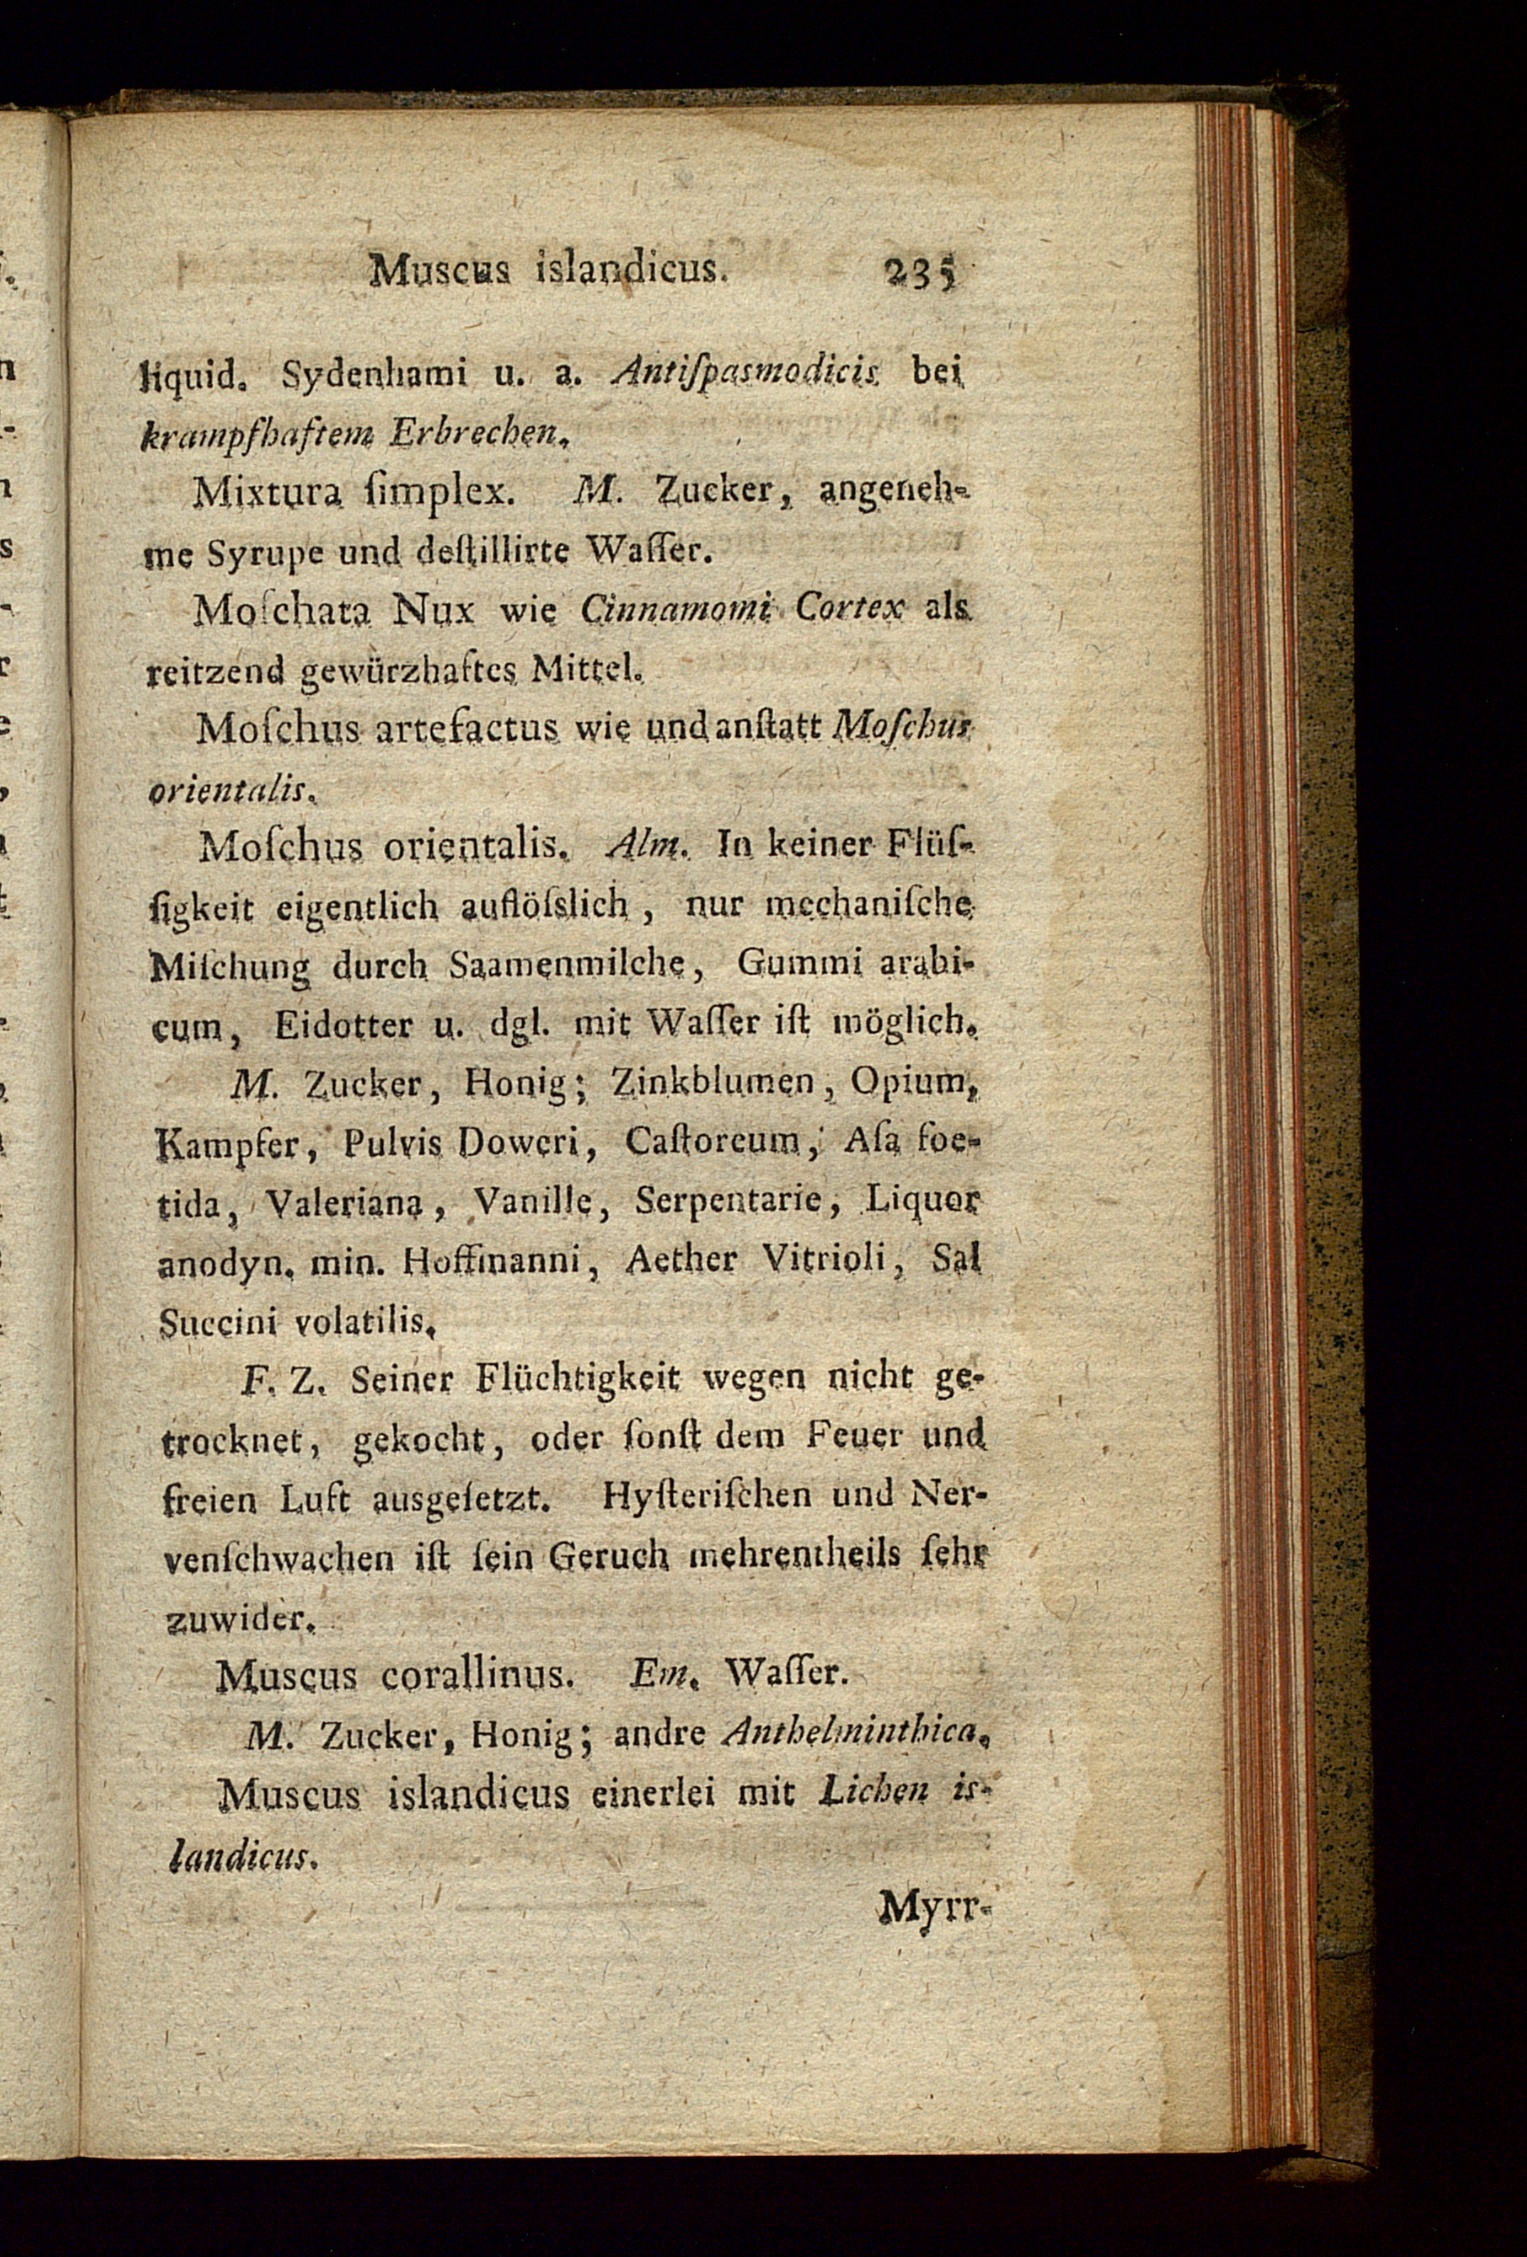 Muscus islandicus. 235
liquid. Sydenhami u. a. Antiſpasmodicis bei
krampfhaftem Erbrechen.
Mixtura ſimplex. M. Zucker, angeneh-
me Syrupe und deſtillirte Waſſer.
Moſchata Nux wie Cinnamomi Cortex als
reitzend gewürzhaftes Mittel.
Moſchus artefactus wie und anſtatt Moſchus
orientalis.
Moſchus orientalis. Alm. In keiner Flüſ-
ſigkeit eigentlich auflöſslich, nur mechaniſche
Miſchung durch Saamenmilche, Gummi arabi-
cum, Eidotter u. dgl. mit Waſſer iſt möglich.
M. Zucker, Honig; Zinkblumen, Opium,
Kampfer, Pulvis Doweri, Caſtoreum, Aſa foe-
tida, Valeriana, Vanille, Serpentarie, Liquor
anodyn. min. Hoffmanni, Aether Vitrioli, Sal
Succini volatilis.
F. Z. Seiner Flüchtigkeit wegen nicht ge-
trocknet, gekocht, oder ſonſt dem Feuer und
freien Luft ausgeſetzt. Hyſteriſchen und Ner-
venſchwachen iſt ſein Geruch mehrentheils ſehr
zuwider.
Muscus corallinus. Em. Waſſer.
M. Zucker, Honig; andre Anthelminthica.
Muscus islandicus einerlei mit Lichen is-
landicus.
Myrr-